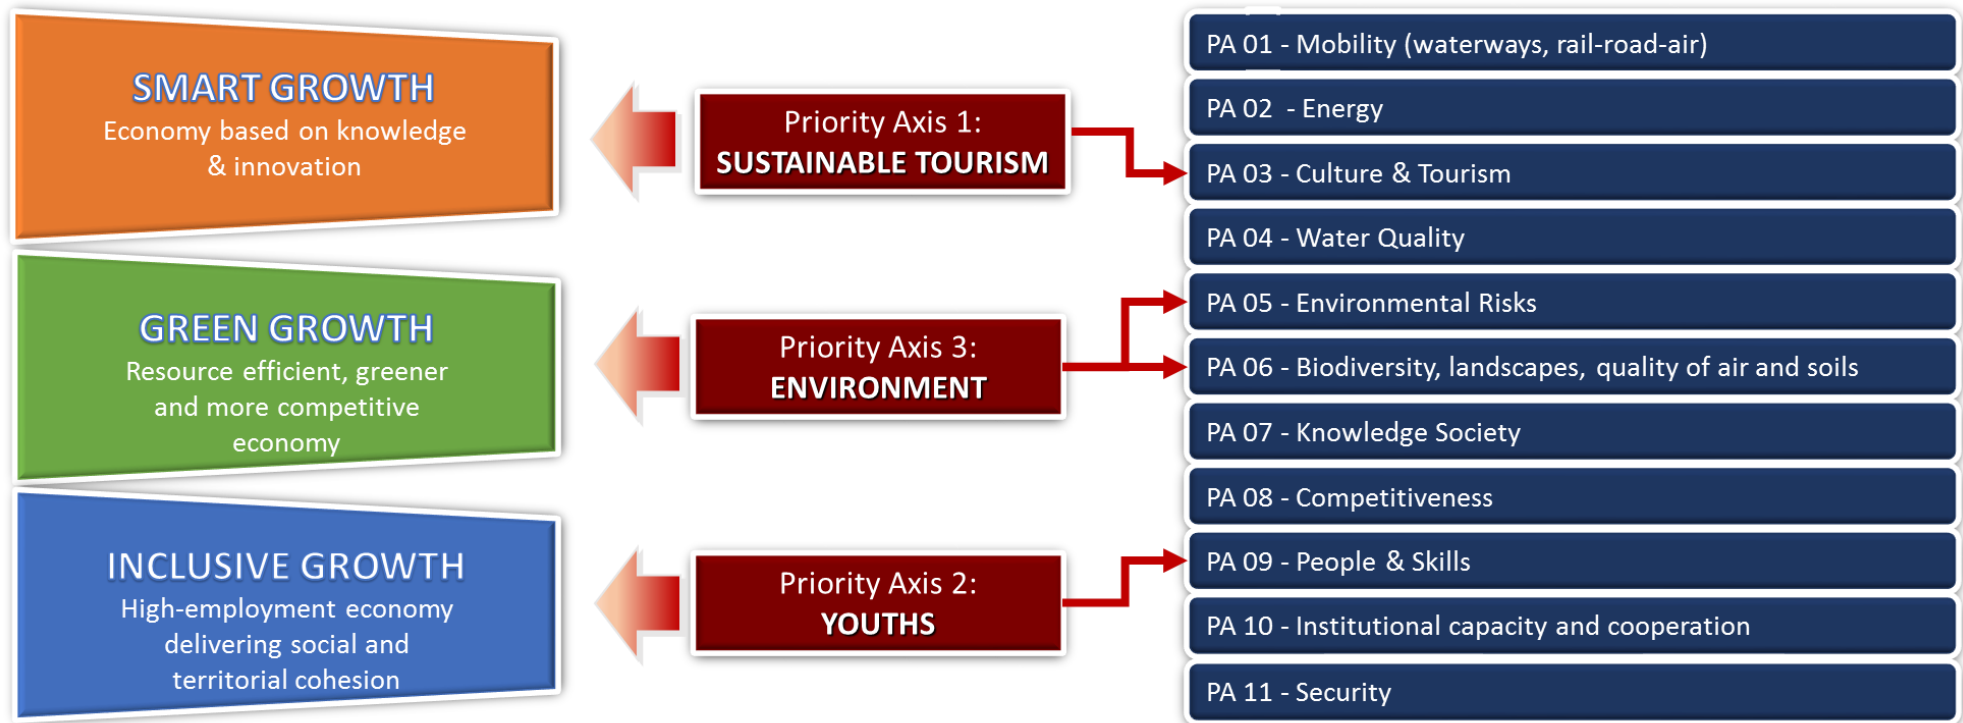 SMART GROWTH
Economy based on knowledge
& innovation
GREEN GROWTH
Resource efficient, greener
and more competitive
economy
INCLUSIVE GROWTH
High-employment economy
delivering social and
territorial cohesion
Priority Axis 1:
SUSTAINABLE TOURISM
Priority Axis 3:
ENVIRONMENT
Priority Axis 2:
YOUTHS
PA 01 - Mobility (waterways, rail-road-air)
PA 02 - Energy
PA 03 - Culture & Tourism
PA 04 - Water Quality
PA 05 - Environmental Risks
PA 06 - Biodiversity, landscapes, quality of air and soils
PA 07 - Knowledge Society
PA 08 - Competitiveness
PA 09 - People & Skills
PA 10 - Institutional capacity and cooperation
PA 11 - Security